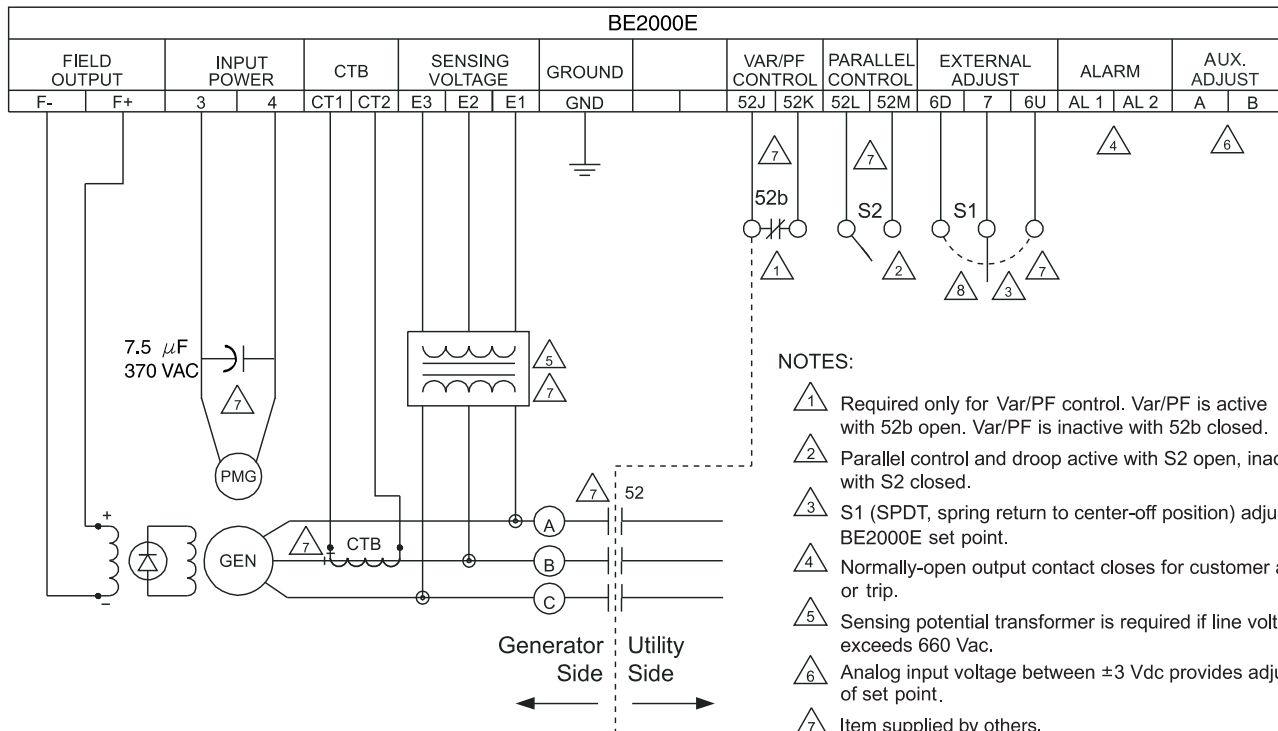 BE2000E
FIELD OUTPUT INPUT POWER CTB SENSING VOLTAGE GROUND VAR/PF CONTROL PARALLEL CONTROL EXTERNAL ADJUST ALARM AUX. ADJUST
F- F+ 3 4 CT1 CT2 E3 E2 E1 GND 52J 52K 52L 52M 6D 7 6U AL 1 AL 2 A B
7 7 4 6
52b S2 S1
1 2 8 3 7
7.5 μF
370 VAC
7
5
7
PMG
NOTES:
1 Required only for Var/PF control. Var/PF is active
with 52b open. Var/PF is inactive with 52b closed.
2 Parallel control and droop active with S2 open,
with S2 closed.
3 S1 (SPDT, spring return to center-off position)
BE2000E set point.
4 Normally-open output contact closes for customer
or trip.
5 Sensing potential transformer is required if line
exceeds 660 Vac.
6 Analog input voltage between ±3 Vdc provides
of set point.
7 Item supplied by others.
7 52
+ GEN 7 CTB A
B
− C
Generator Side
Utility Side